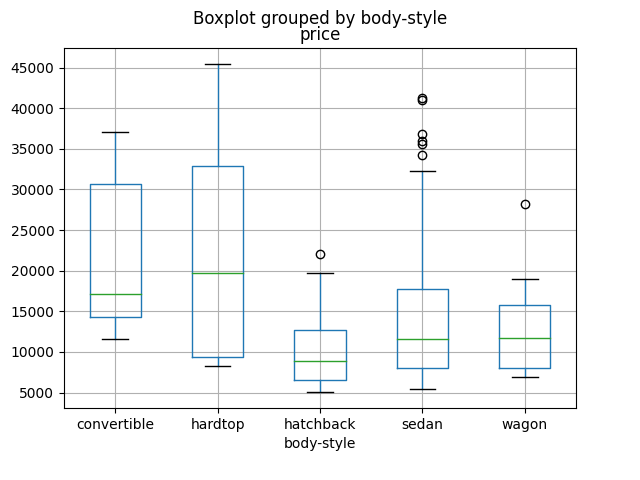 Boxplot grouped by body-style
price
45000
40000
35000
30000
25000
20000
15000
10000
5000
convertible hardtop hatchback sedan wagon
body-style